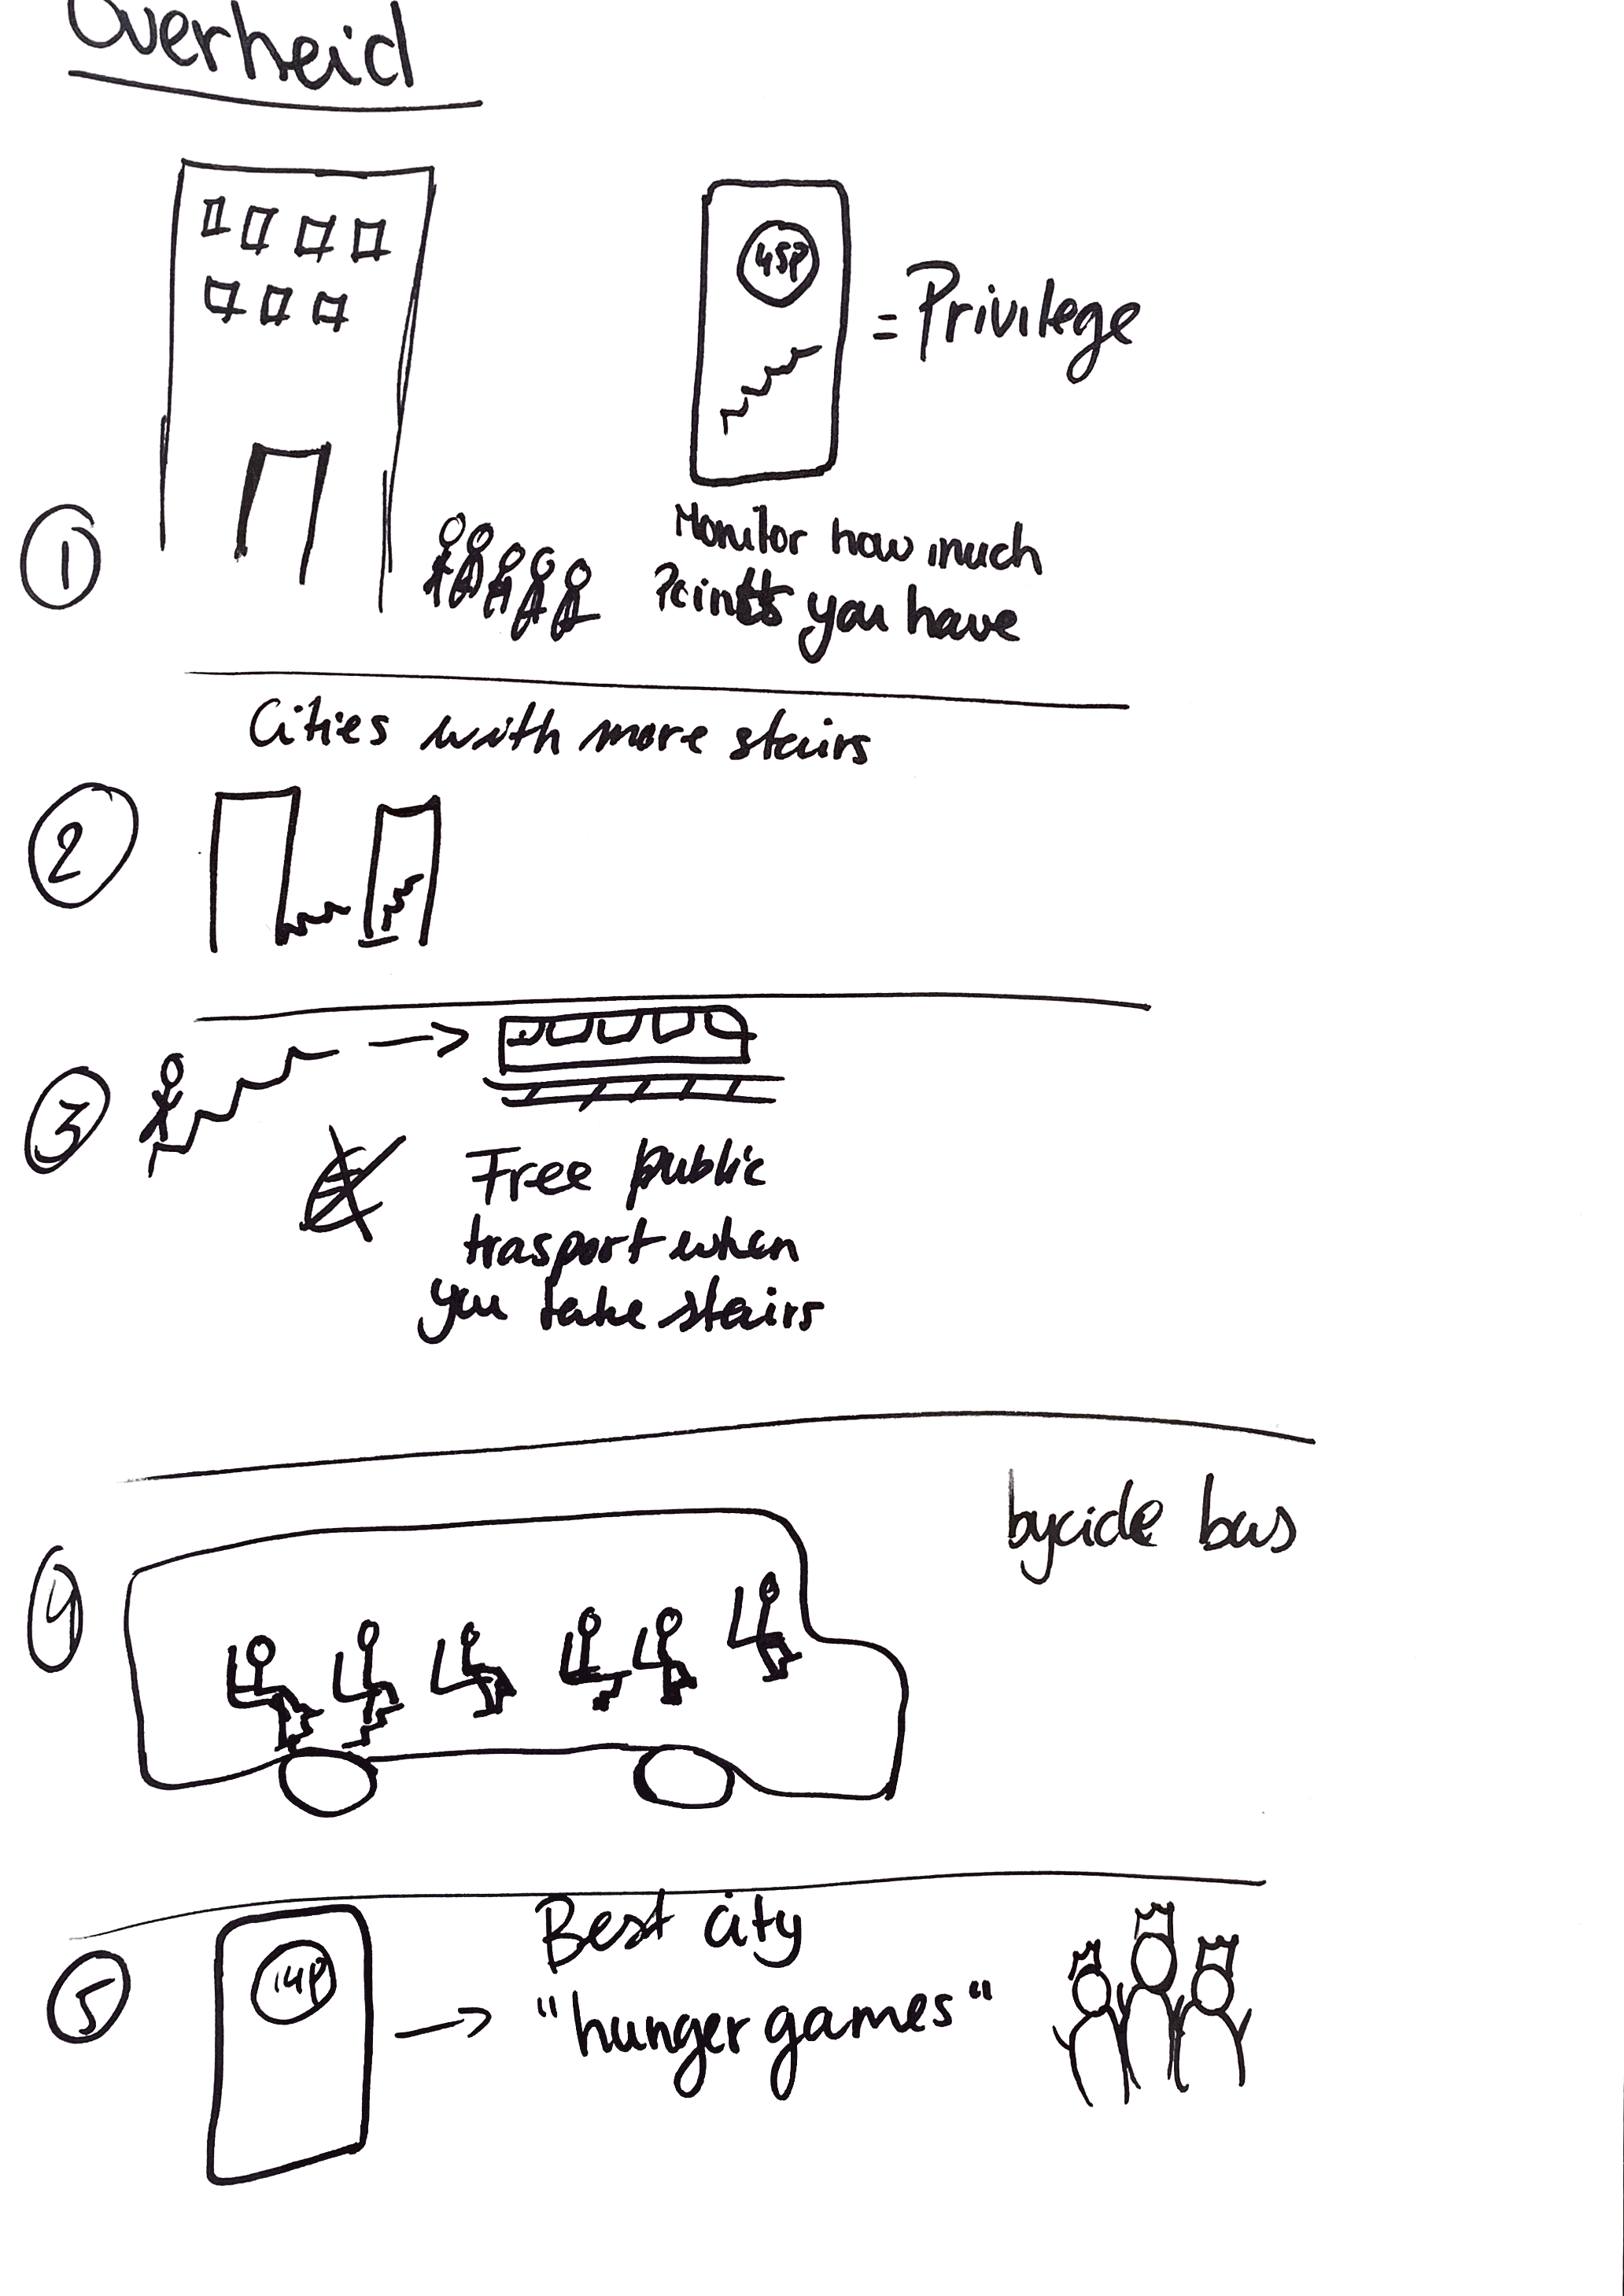 Overheid
45P
= Privilege
1
Monitor how much
Points you have
Cities with more stairs
2
3
Free public
trasport when
you take stairs
4
bycicle bus
5
14P
Best city
"hunger games"